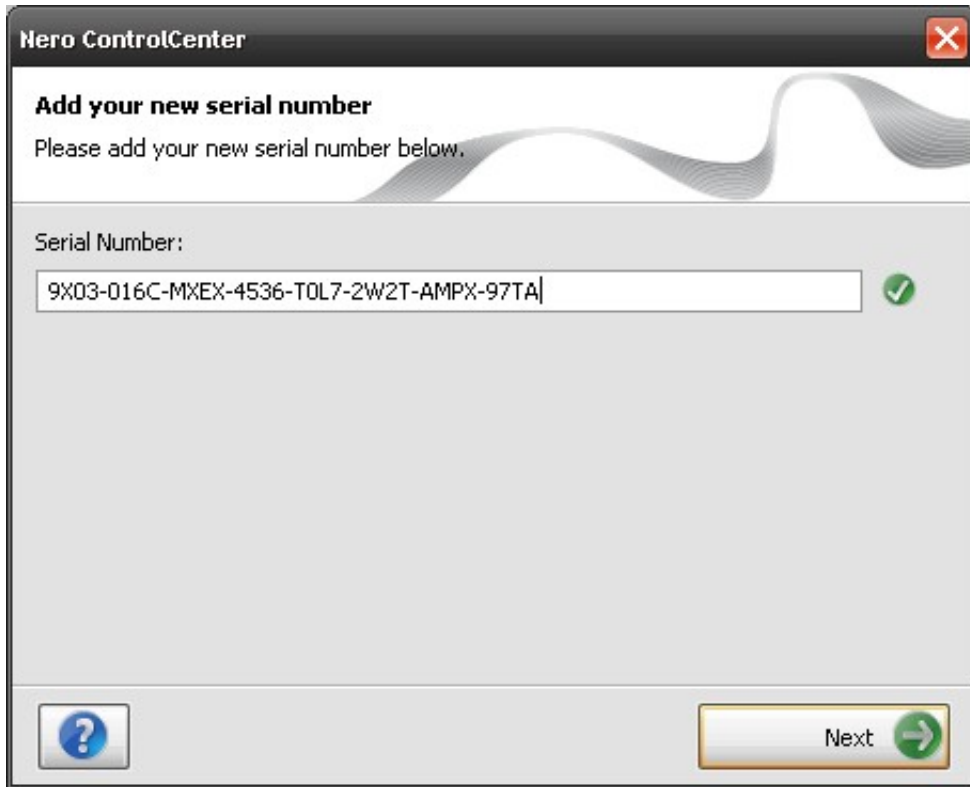 Nero ControlCenter
Add your new serial number
Please add your new serial number below.
Serial Number:
9X03-016C-MXEX-4536-T0L7-2W2T-AMPX-97TA
Next